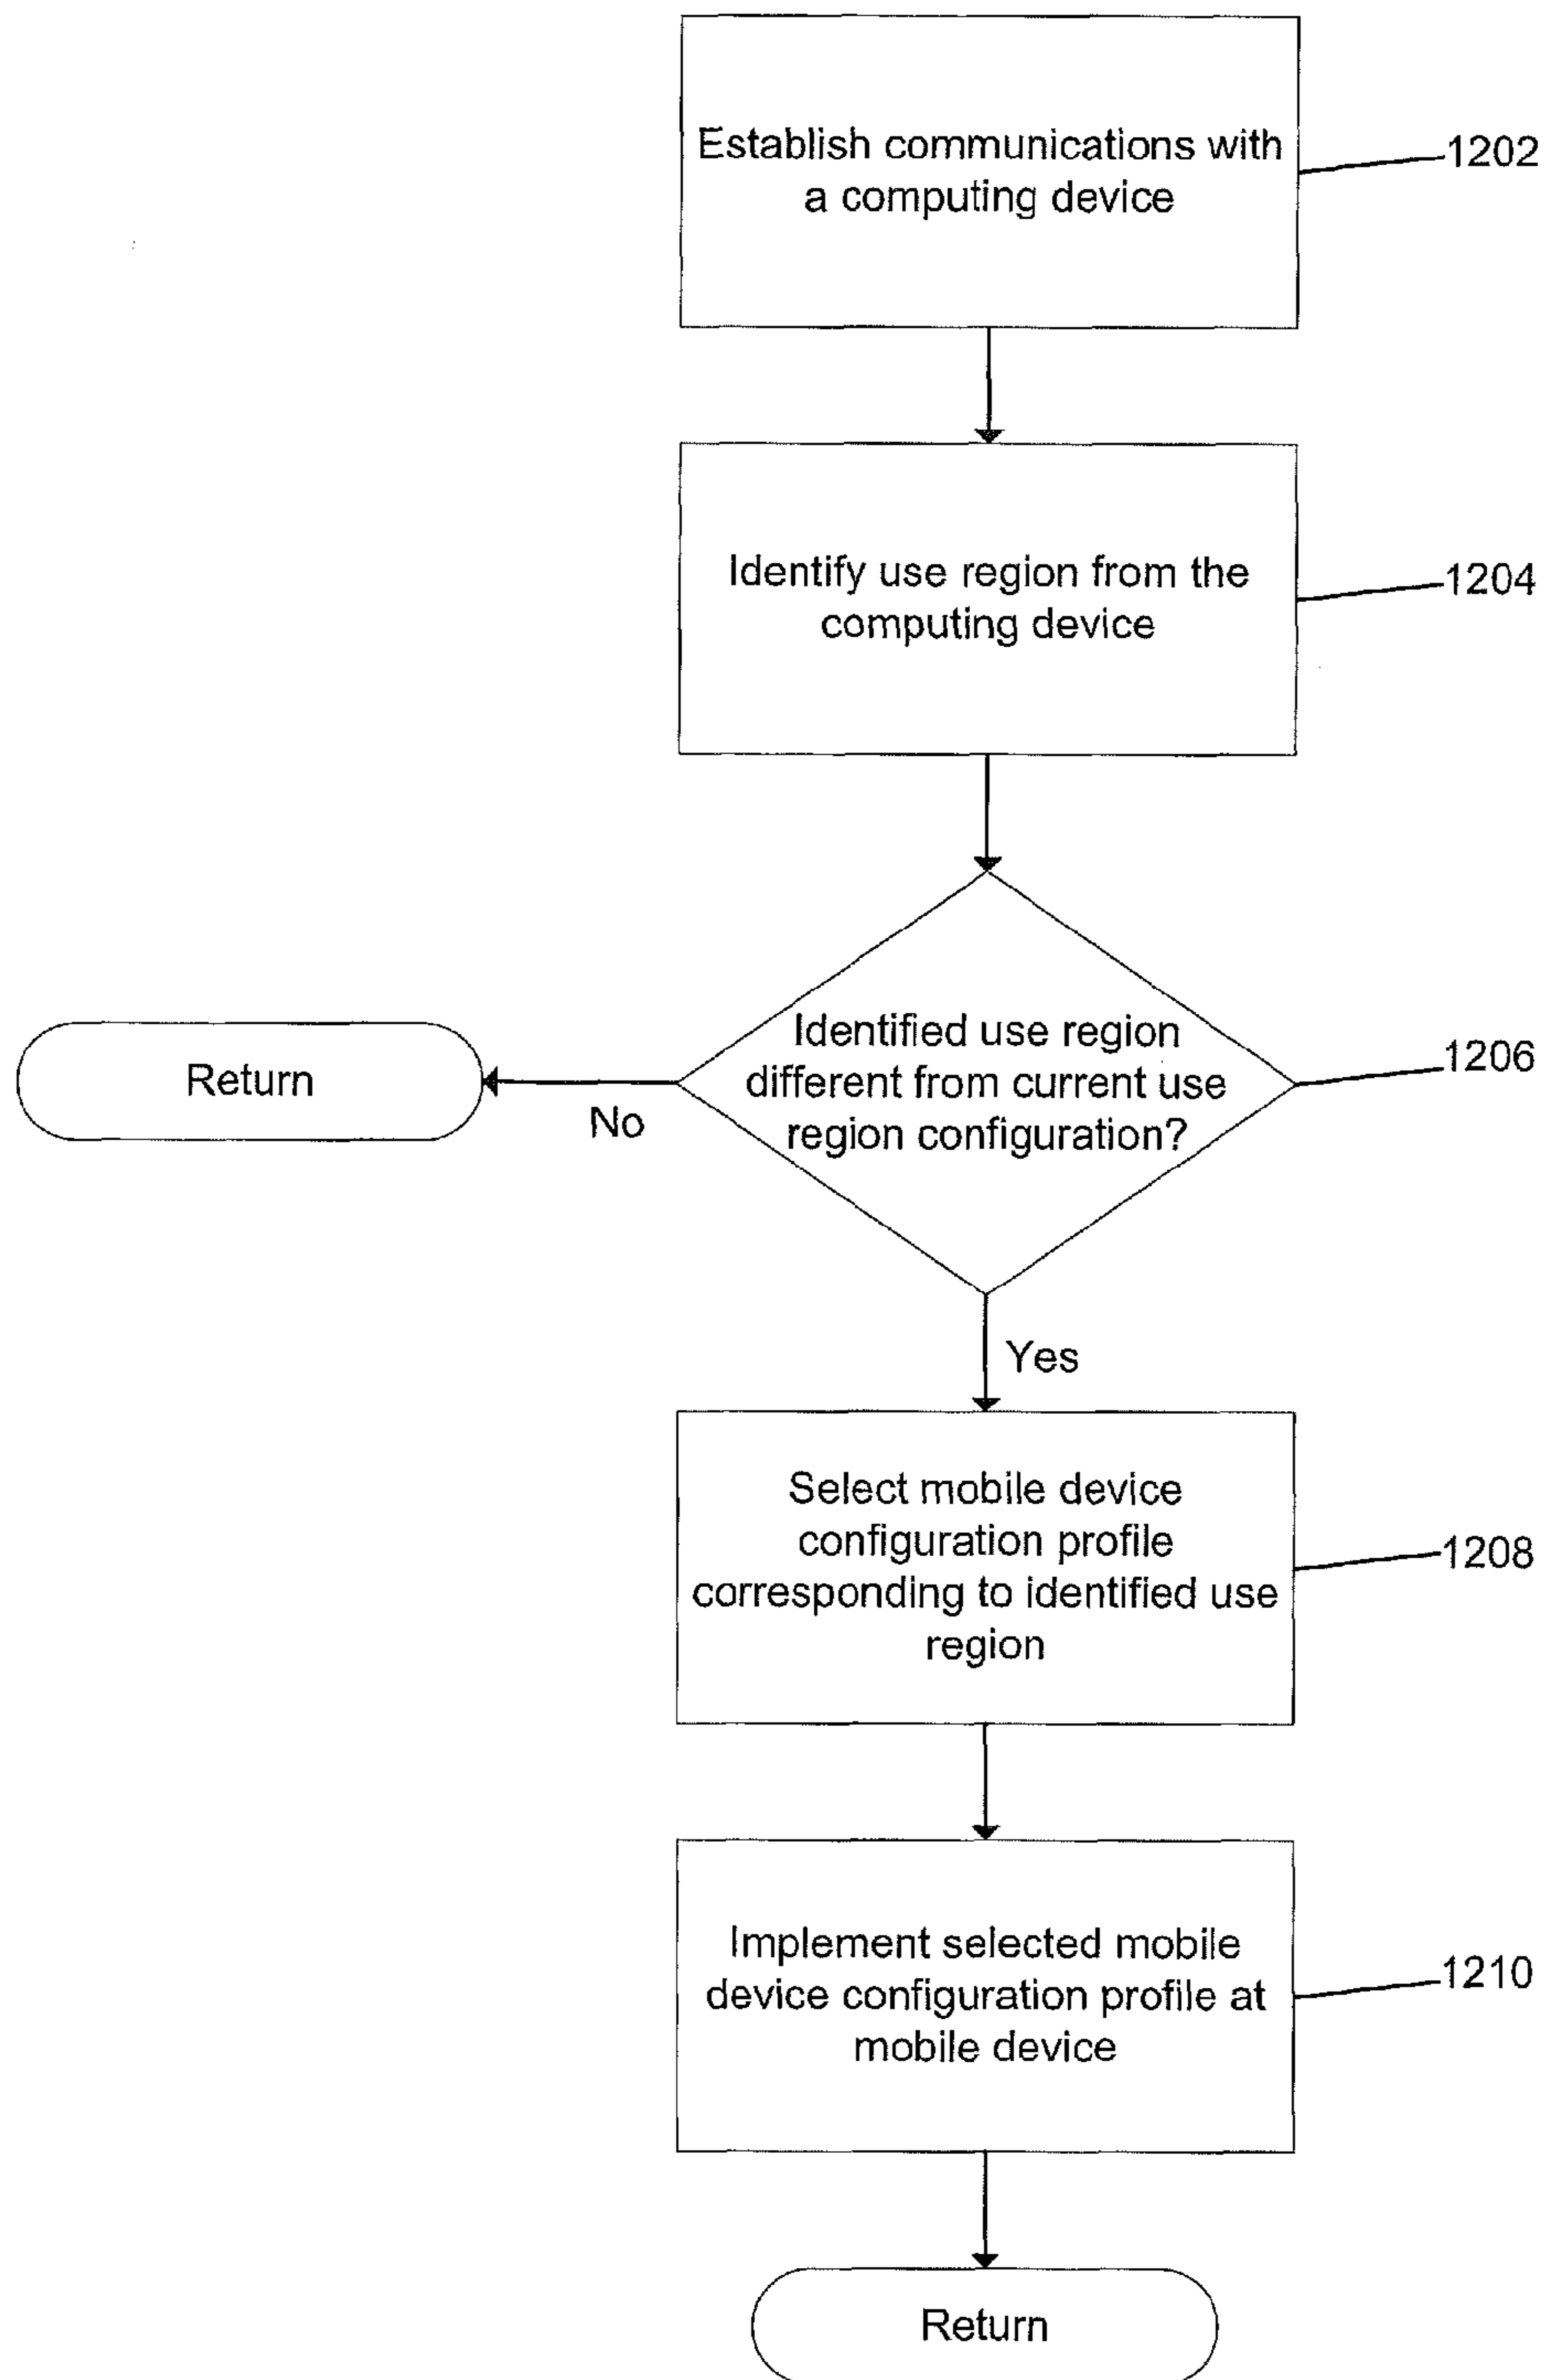 Establish communications with
a computing device
1202
Identify use region from the
computing device
1204
Identified use region
different from current use
region configuration?
1206
Return
No
Yes
Select mobile device
configuration profile
corresponding to identified use
region
1208
Implement selected mobile
device configuration profile at
mobile device
1210
Return